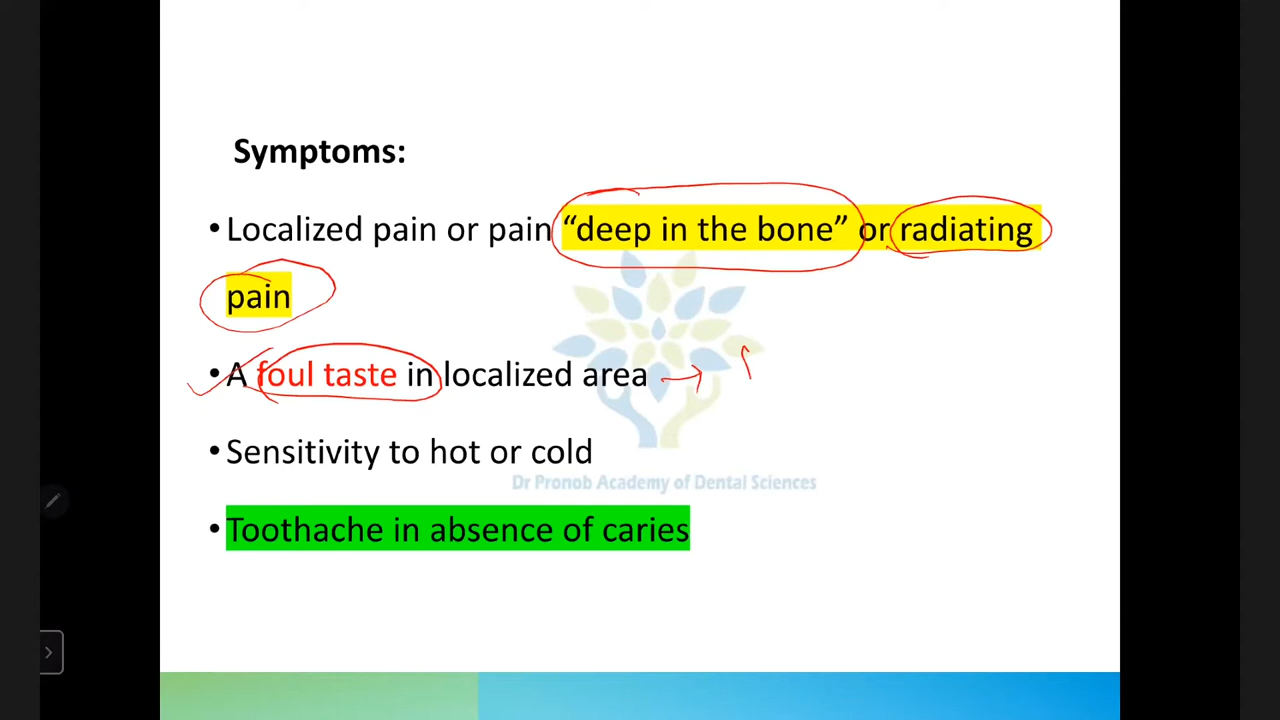 Symptoms:
• Localized pain or pain “deep in the bone” or radiating
pain
• A foul taste in localized area →
• Sensitivity to hot or cold
Dr Pronob Academy of Dental Sciences
• Toothache in absence of caries